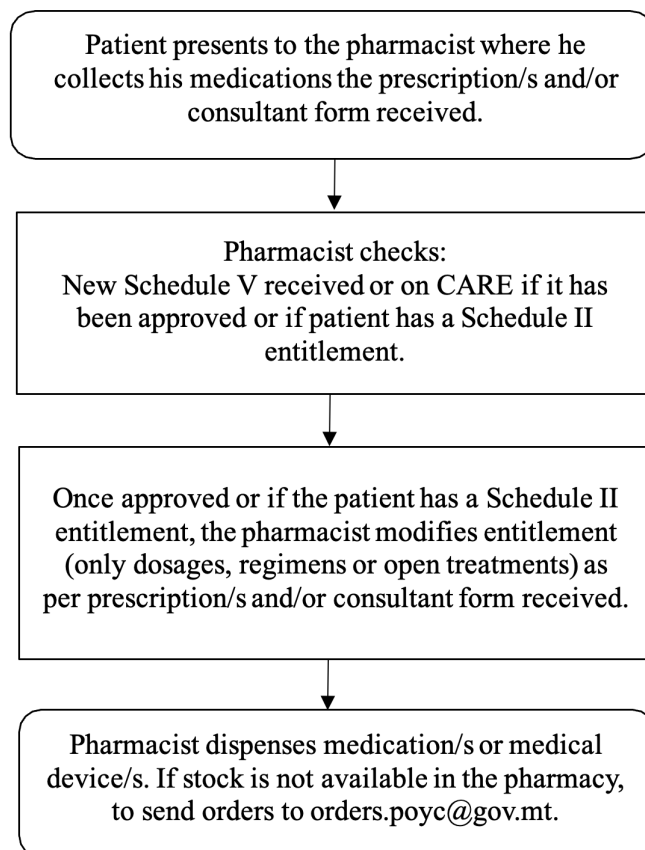 Patient presents to the pharmacist where he
collects his medications the prescription/s and/or
consultant form received.
Pharmacist checks:
New Schedule V received or on CARE if it has
been approved or if patient has a Schedule II
entitlement.
Once approved or if the patient has a Schedule II
entitlement, the pharmacist modifies entitlement
(only dosages, regimens or open treatments) as
per prescription/s and/or consultant form received.
Pharmacist dispenses medication/s or medical
device/s. If stock is not available in the pharmacy,
to send orders to orders.poyc@gov.mt.